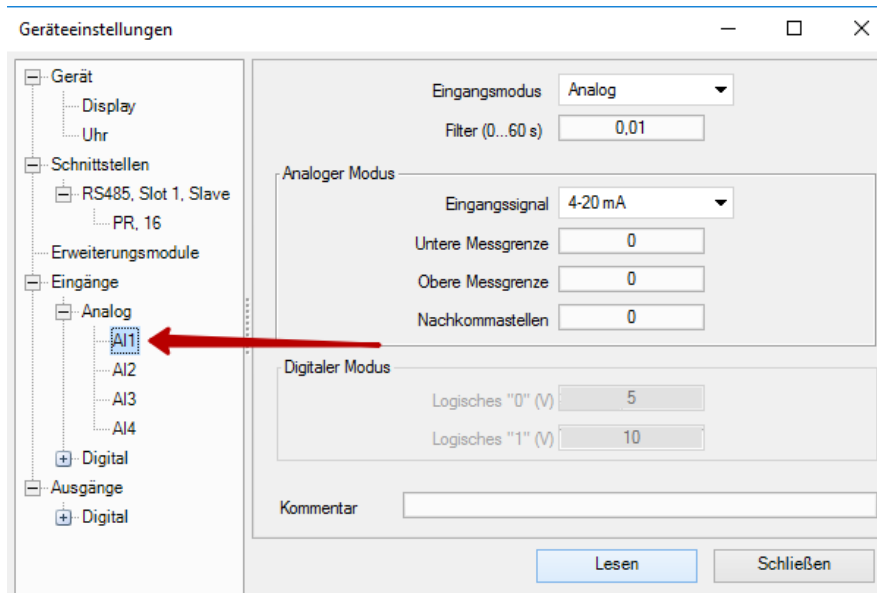 Geräteeinstellungen
Gerät
Display
Uhr
Schnittstellen
RS485, Slot 1, Slave
PR, 16
Erweiterungsmodule
Eingänge
Analog
AI1
AI2
AI3
AI4
Digital
Ausgänge
Digital
Eingangsmodus Analog
Filter (0...60 s) 0,01
Analoger Modus
Eingangssignal 4-20 mA
Untere Messgrenze 0
Obere Messgrenze 0
Nachkommastellen 0
Digitaler Modus
Logisches "0" (V) 5
Logisches "1" (V) 10
Kommentar
Lesen Schließen